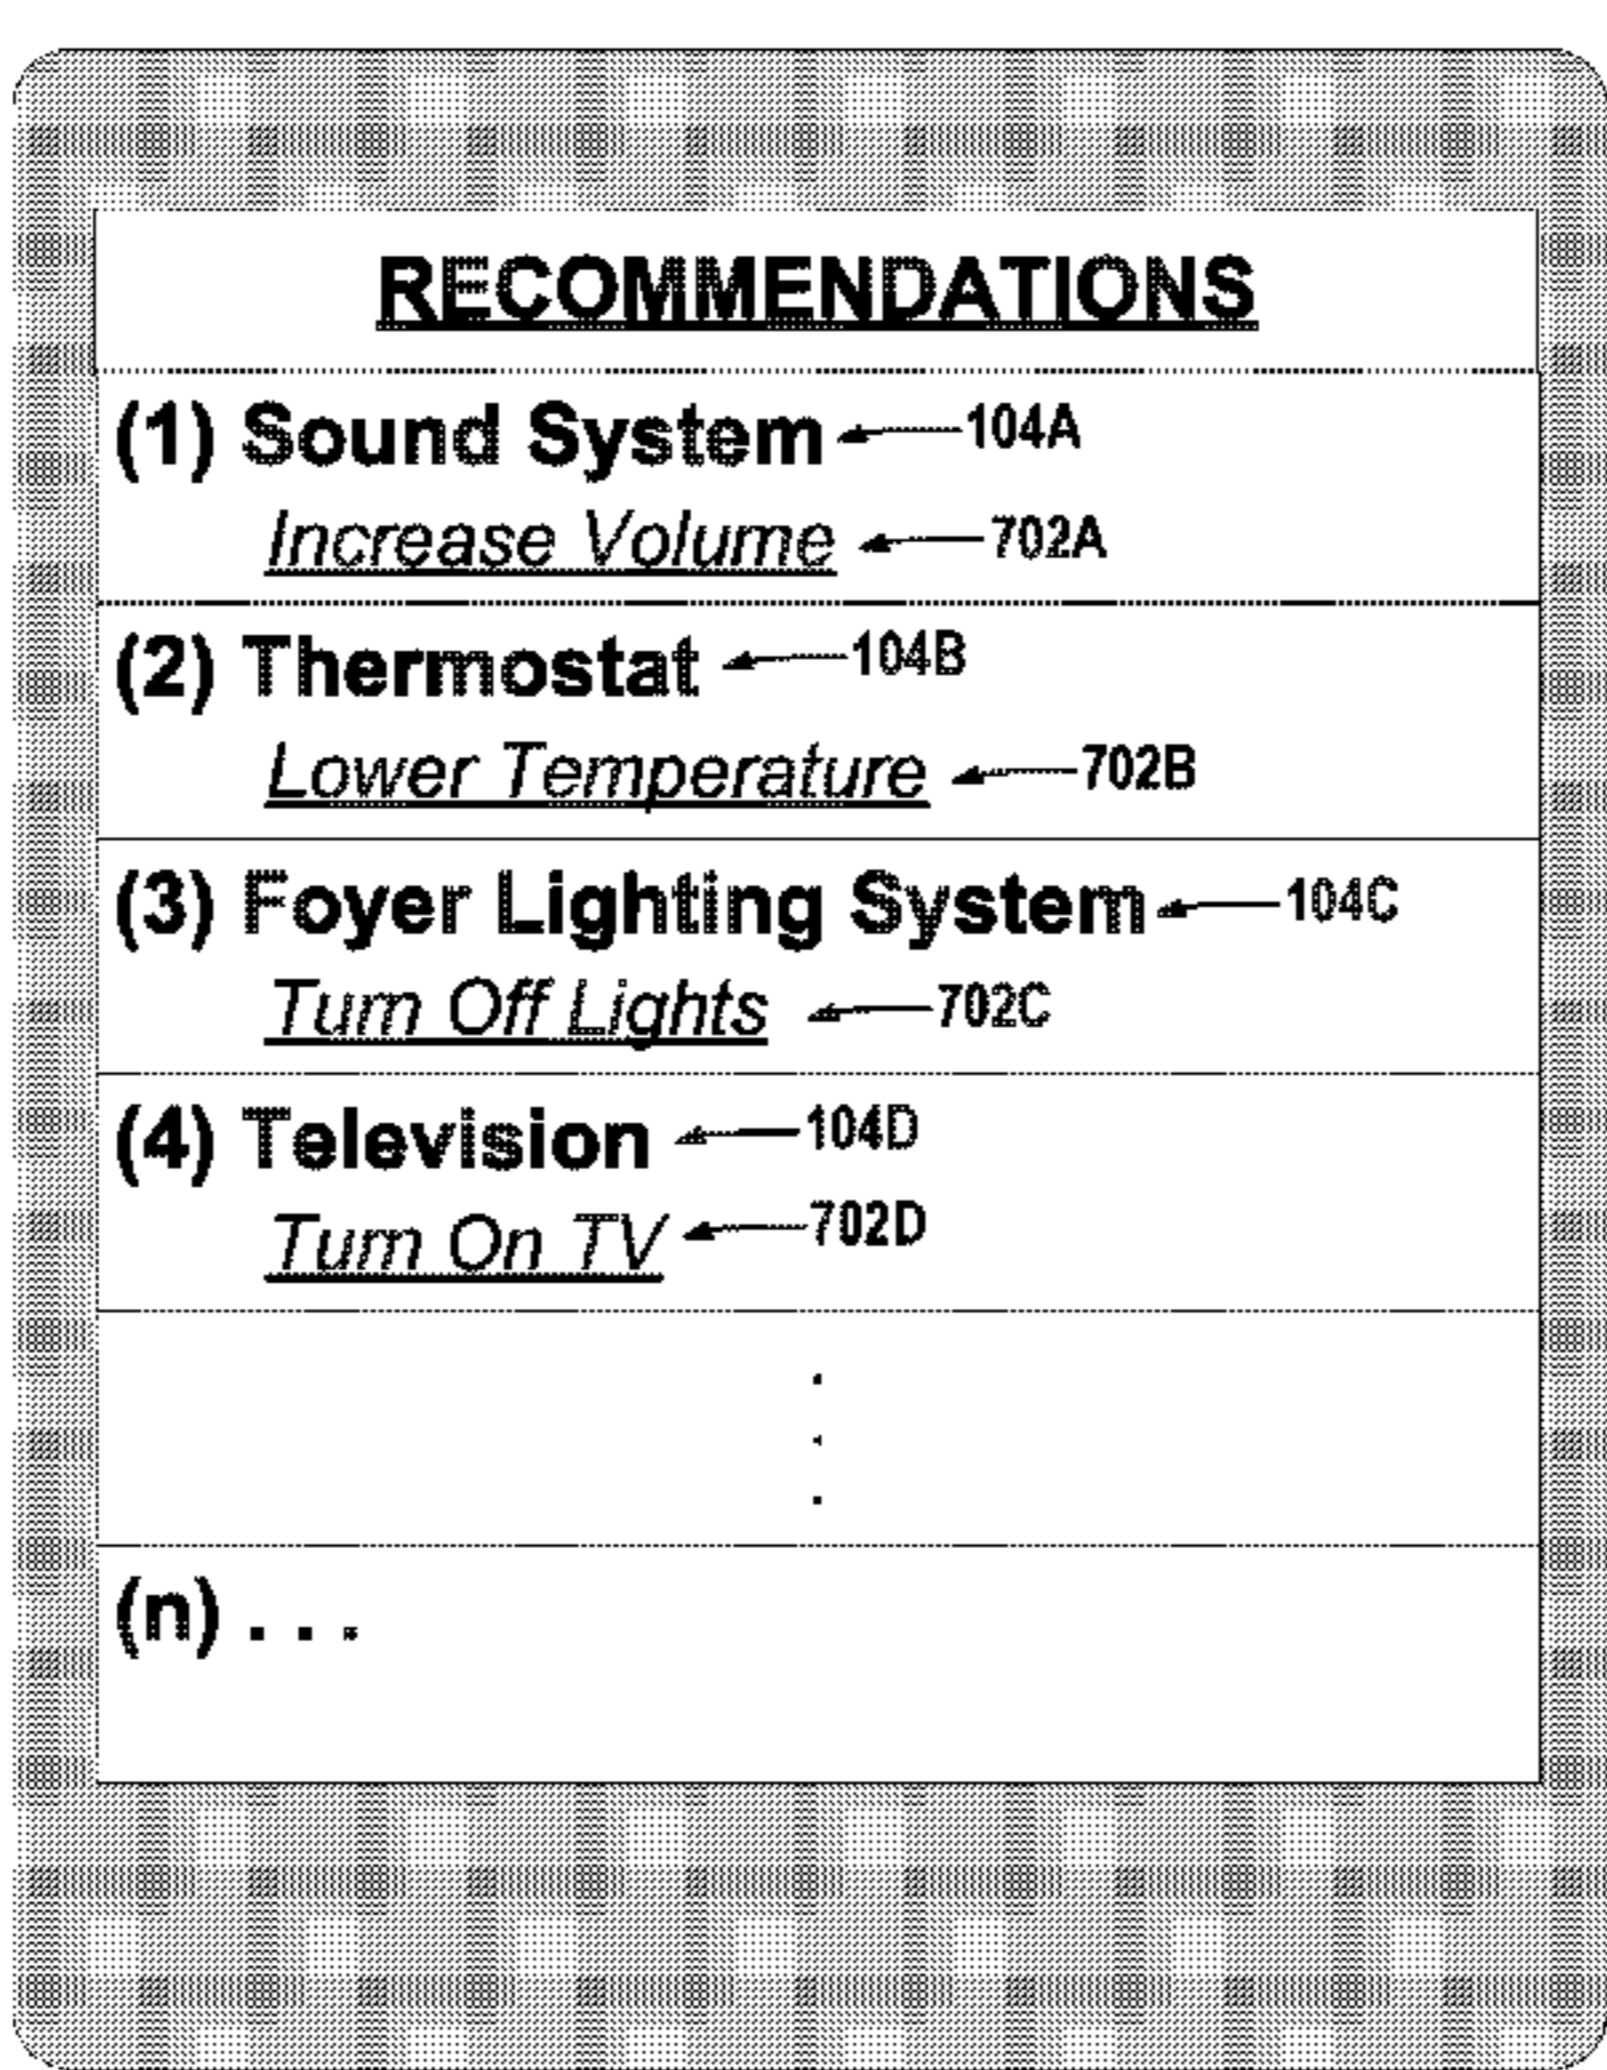 RECOMMENDATIONS
(1) Sound System 104A
Increase Volume 702A
(2) Thermostat 104B
Lower Temperature 702B
(3) Foyer Lighting System 104C
Turn Off Lights 702C
(4) Television 104D
Turn On TV 702D
.
.
.
(n) . . .